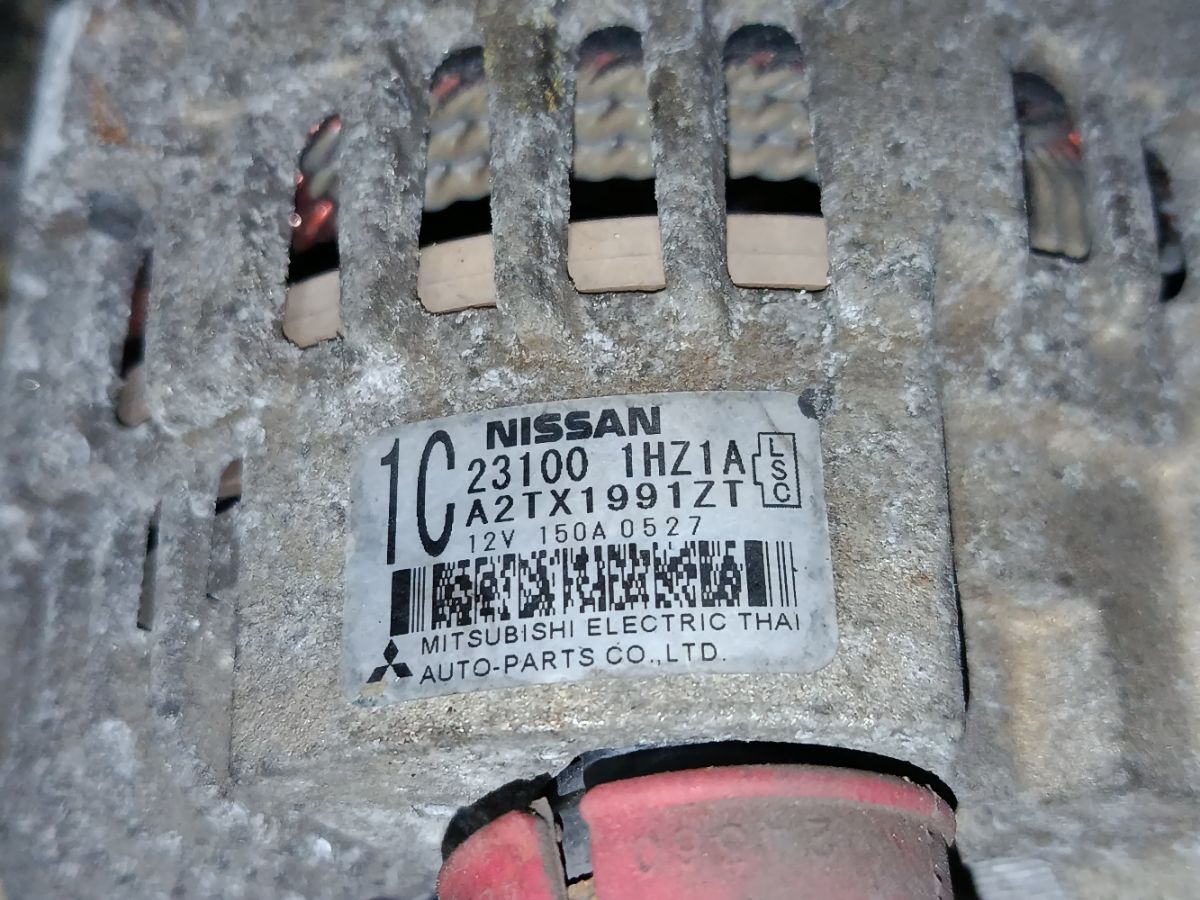 1C
NISSAN
23100 1HZ1A
LSC
A2TX1991ZT
12V 150A 0527
MITSUBISHI ELECTRIC THAI
AUTO-PARTS CO.,LTD.